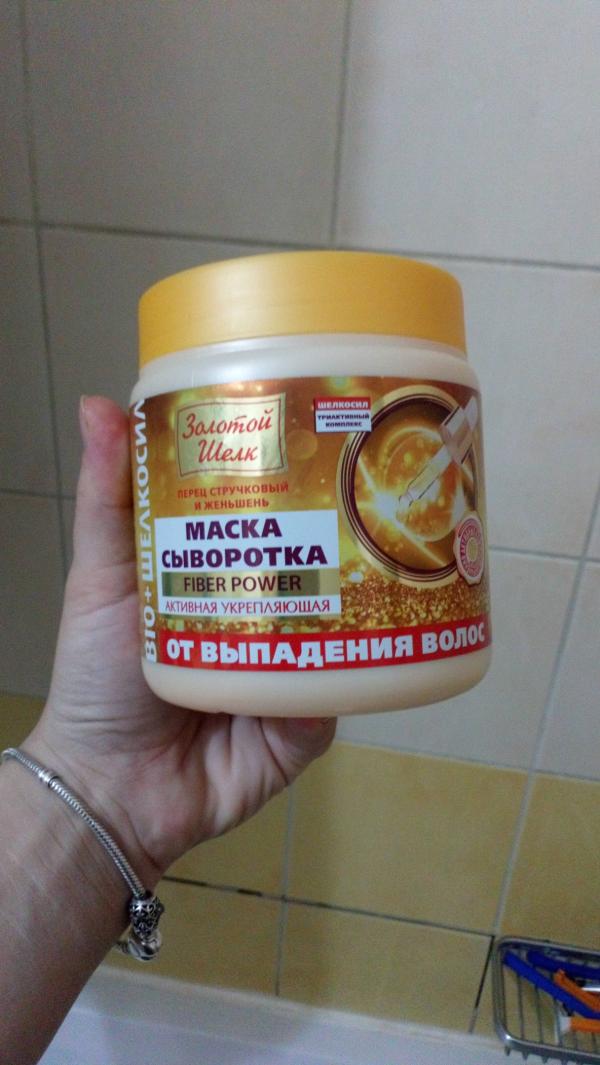 Золотой
Шелк
ШЕЛКОСИЛ
ТРИАКТИВНЫЙ
КОМПЛЕКС
ПЕРЕЦ СТРУЧКОВЫЙ
И ЖЕНЬШЕНЬ
МАСКА
СЫВОРОТКА
FIBER POWER
АКТИВНАЯ УКРЕПЛЯЮЩАЯ
ОТ ВЫПАДЕНИЯ ВОЛОС
BIO+ШЕЛКОСИЛ